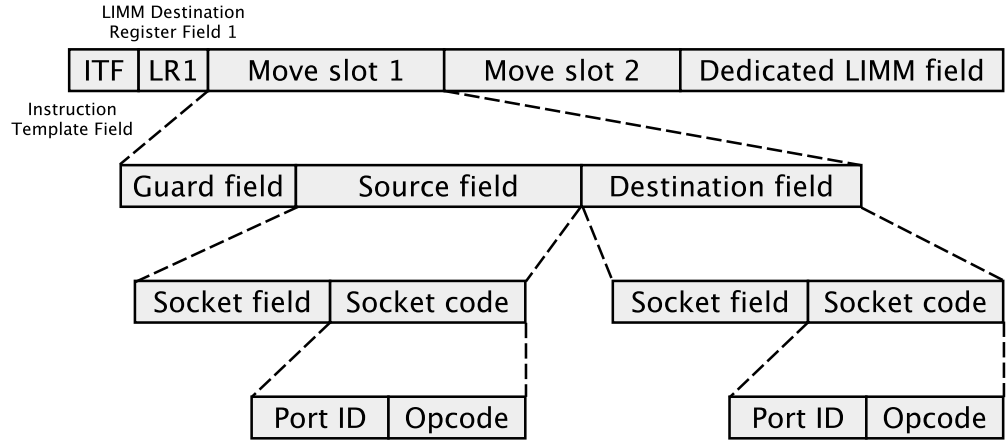 LIMM Destination
Register Field 1
ITF LR1 Move slot 1 Move slot 2 Dedicated LIMM field
Instruction
Template Field
Guard field Source field Destination field
Socket field Socket code Socket field Socket code
Port ID Opcode Port ID Opcode